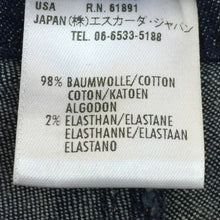 USA R.N. 61891
JAPAN (株)エスカーダ・ジャパン
TEL. 06-6533-5188
98% BAUMWOLLE/COTTON
COTON/KATOEN
ALGODON
2% ELASTHAN/ELASTANE
ELASTHANNE/ELASTAAN
ELASTANO